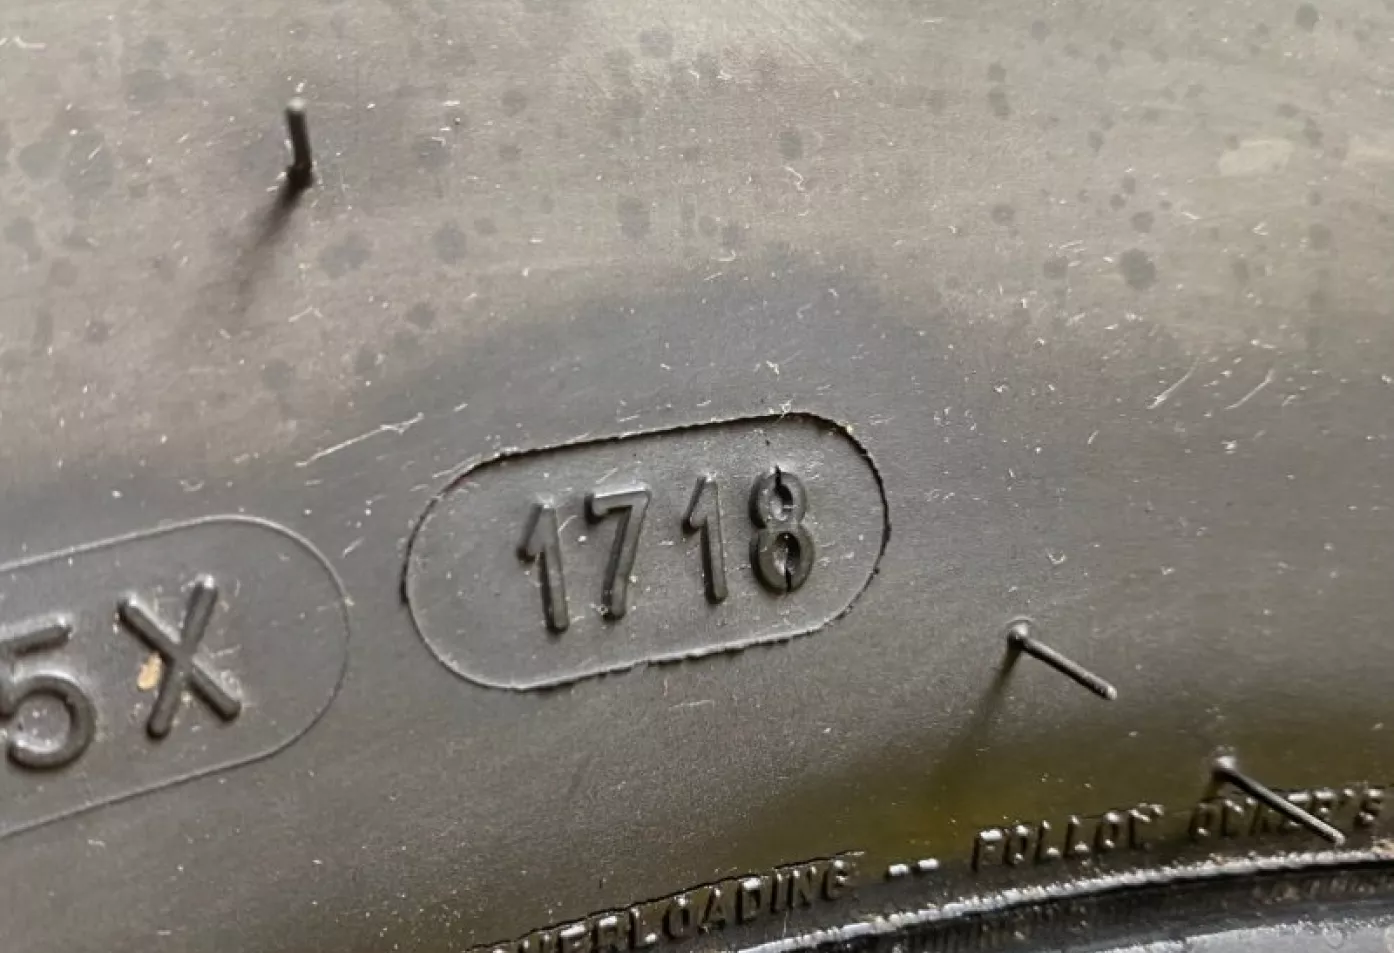 5X
1718
OVERLOADING -- FOLLOW OWNER'S